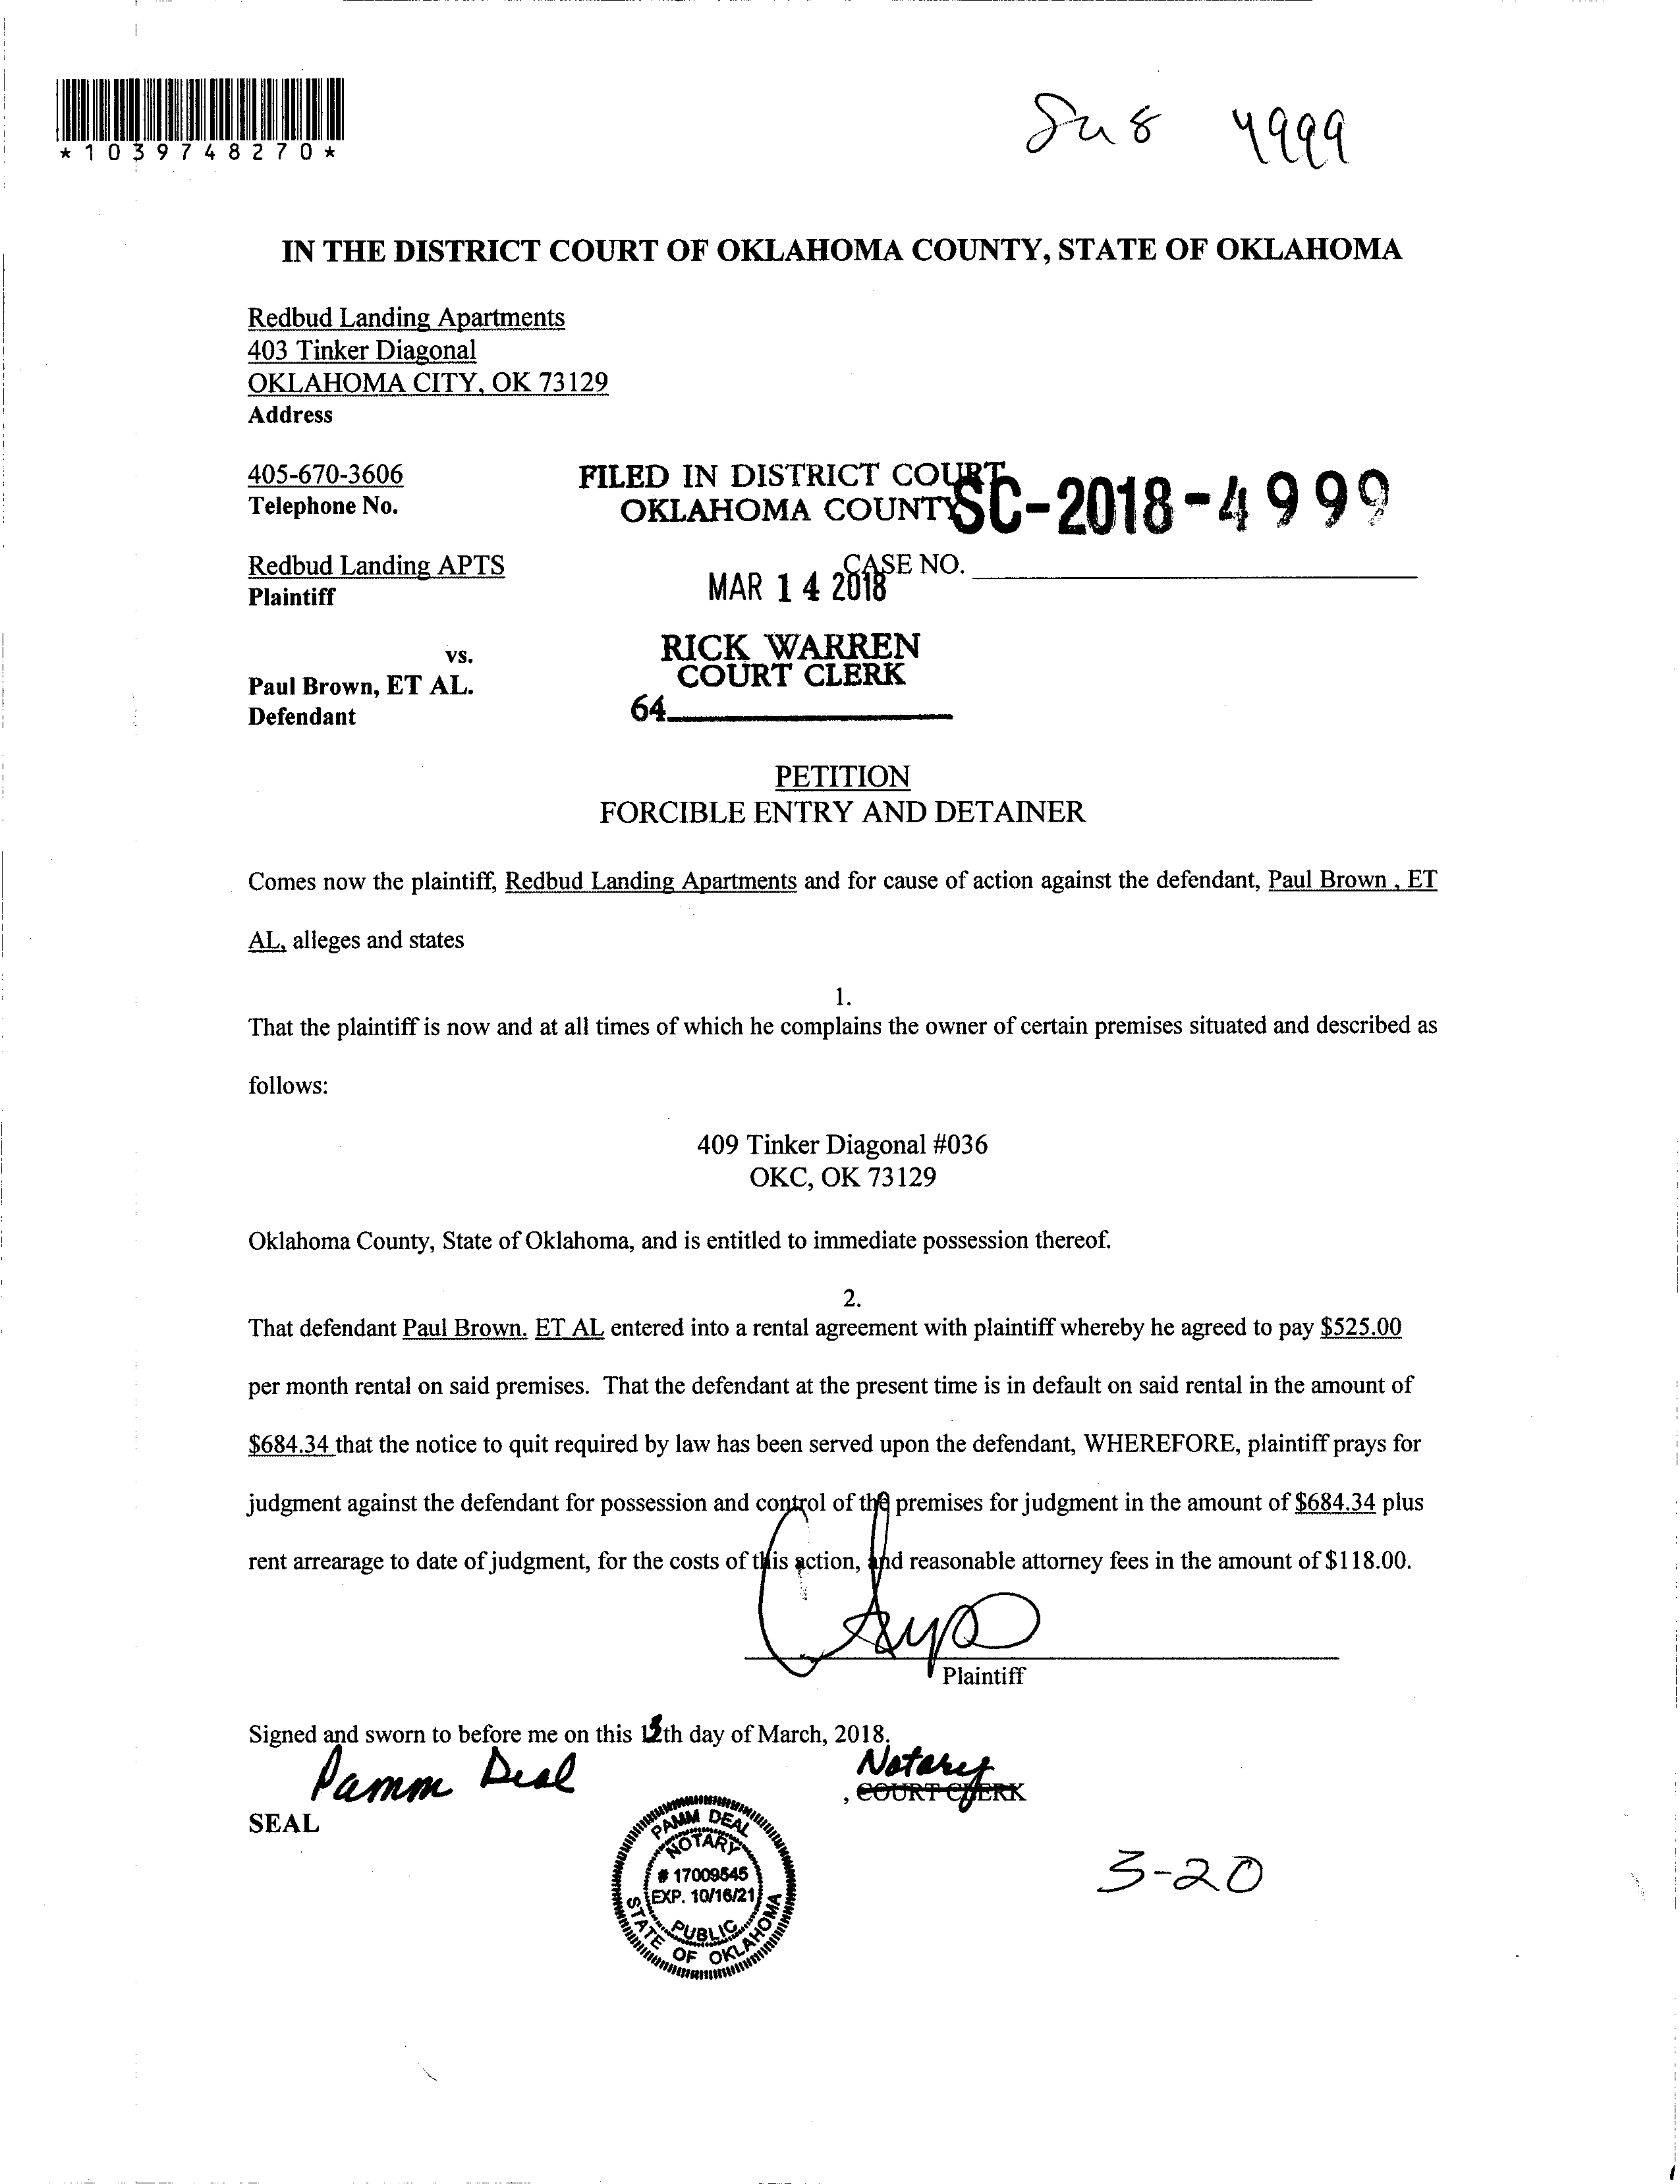 *1039748270*
4999
IN THE DISTRICT COURT OF OKLAHOMA COUNTY, STATE OF OKLAHOMA
Redbud Landing Apartments
403 Tinker Diagonal
OKLAHOMA CITY, OK 73129
Address
405-670-3606
Telephone No.
FILED IN DISTRICT COURT
OKLAHOMA COUNTY
SC-2018-4999
Redbud Landing APTS
Plaintiff
CASE NO.
MAR 14 2018
vs.
RICK WARREN
COURT CLERK
64
Paul Brown, ET AL.
Defendant
PETITION
FORCIBLE ENTRY AND DETAINER
Comes now the plaintiff, Redbud Landing Apartments and for cause of action against the defendant, Paul Brown , ET
AL, alleges and states
1.
That the plaintiff is now and at all times of which he complains the owner of certain premises situated and described as
follows:
409 Tinker Diagonal #036
OKC, OK 73129
Oklahoma County, State of Oklahoma, and is entitled to immediate possession thereof.
2.
That defendant Paul Brown. ET AL entered into a rental agreement with plaintiff whereby he agreed to pay $525.00
per month rental on said premises. That the defendant at the present time is in default on said rental in the amount of
$684.34 that the notice to quit required by law has been served upon the defendant, WHEREFORE, plaintiff prays for
judgment against the defendant for possession and control of the premises for judgment in the amount of $684.34 plus
rent arrearage to date of judgment, for the costs of this action, and reasonable attorney fees in the amount of $118.00.
Plaintiff
Signed and sworn to before me on this 13th day of March, 2018.
Pamm Deal
Notary
, COURT CLERK
SEAL
PAMM DEAL
NOTARY
# 17009545
EXP. 10/16/21
PUBLIC
STATE OF OKLAHOMA
3-20